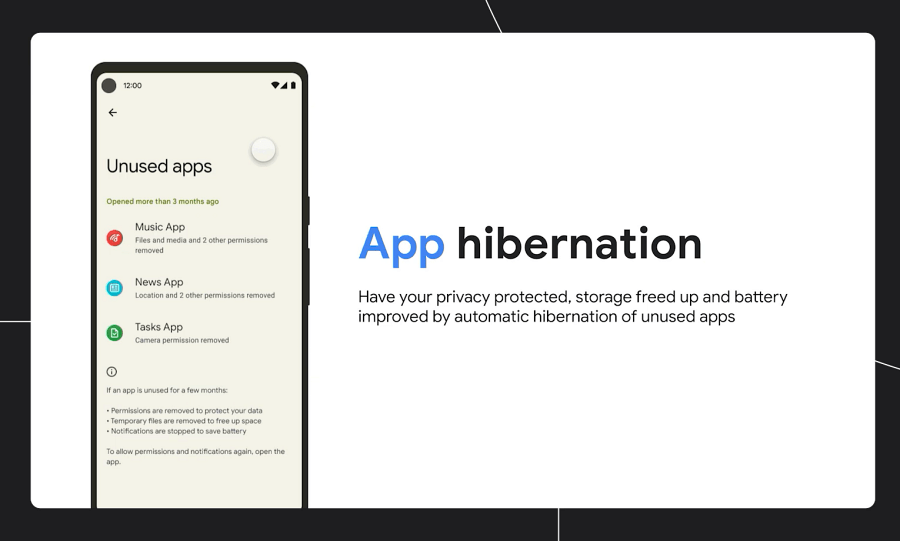 12:00
Unused apps
Opened more than 3 months ago
Music App
Files and media and 2 other permissions
removed
News App
Location and 2 other permissions removed
Tasks App
Camera permission removed
If an app is unused for a few months:
• Permissions are removed to protect your data
• Temporary files are removed to free up space
• Notifications are stopped to save battery
To allow permissions and notifications again, open the
app.
App hibernation
Have your privacy protected, storage freed up and battery
improved by automatic hibernation of unused apps